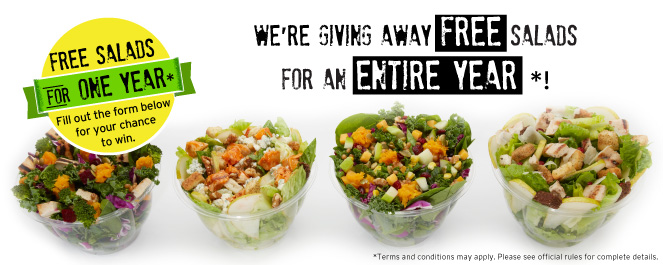 FREE SALADS
FOR ONE YEAR*
Fill out the form below
for your chance
to win.
WE'RE GIVING AWAY FREE SALADS
FOR AN ENTIRE YEAR *!
*Terms and conditions may apply. Please see official rules for complete details.